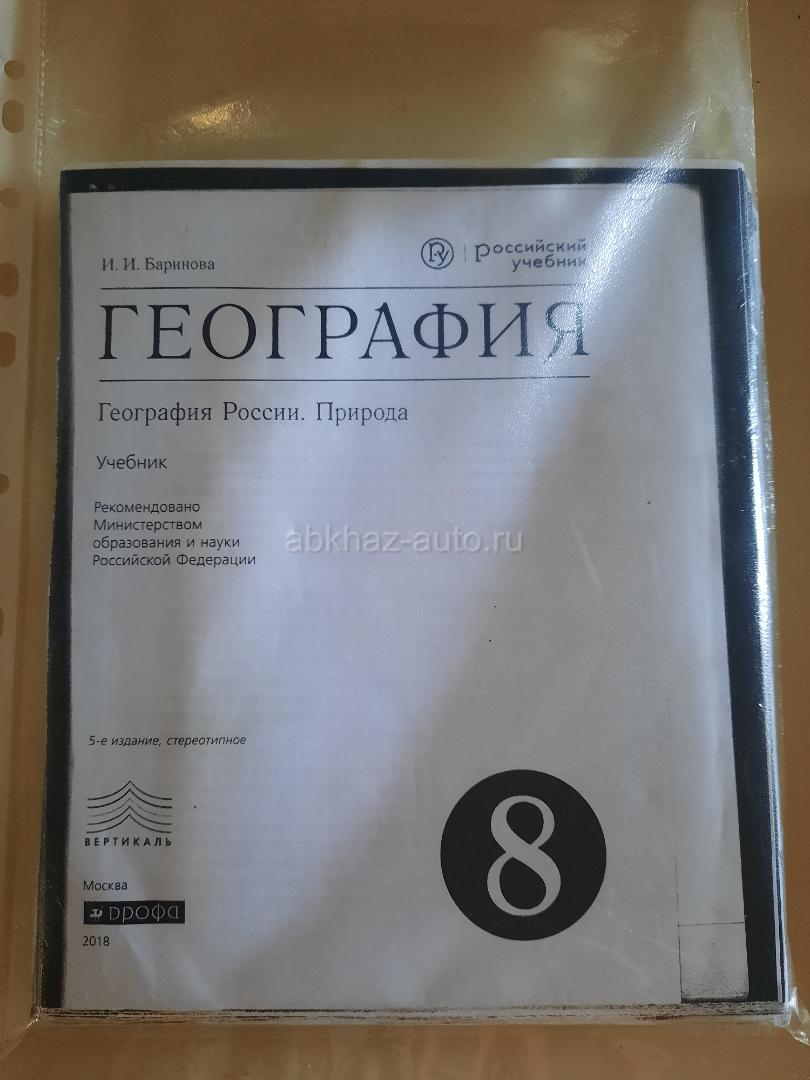 И. И. Баринова
российский
учебник
ГЕОГРАФИЯ
География России. Природа
Учебник
Рекомендовано
Министерством
образования и науки
Российской Федерации
abkhaz-auto.ru
5-е издание, стереотипное
ВЕРТИКАЛЬ
8
Москва
дрофа
2018